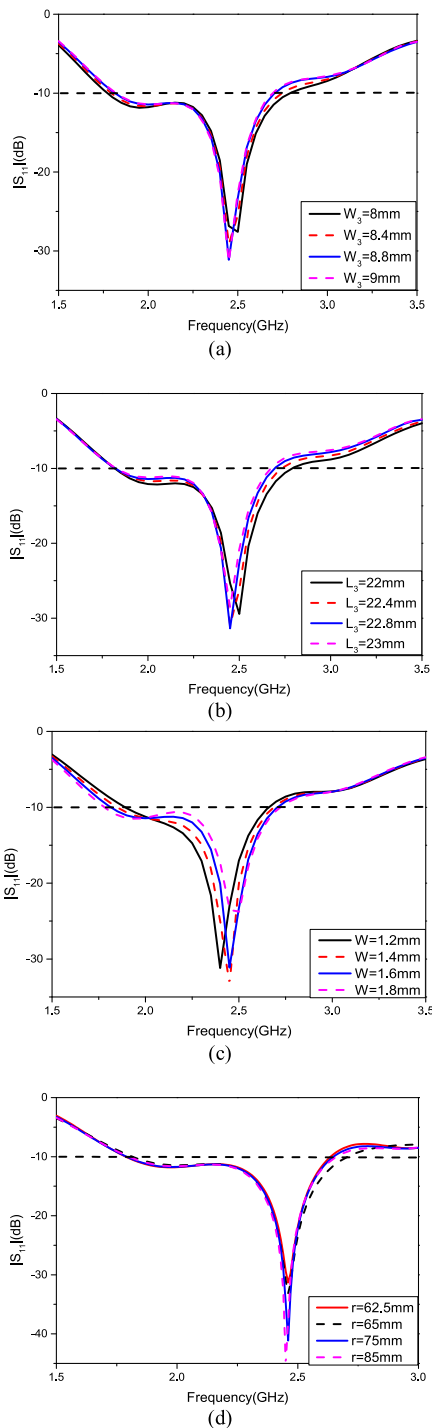 0
-10
-20
-30
|S11|(dB)
W3=8mm
W3=8.4mm
W3=8.8mm
W3=9mm
1.5 2.0 2.5 3.0 3.5
Frequency(GHz)
(a)
0
-10
-20
-30
|S11|(dB)
L3=22mm
L3=22.4mm
L3=22.8mm
L3=23mm
1.5 2.0 2.5 3.0 3.5
Frequency(GHz)
(b)
0
-10
-20
-30
|S11|(dB)
W=1.2mm
W=1.4mm
W=1.6mm
W=1.8mm
1.5 2.0 2.5 3.0 3.5
Frequency(GHz)
(c)
0
-10
-20
-30
-40
|S11|(dB)
r=62.5mm
r=65mm
r=75mm
r=85mm
1.5 2.0 2.5 3.0
Frequency(GHz)
(d)